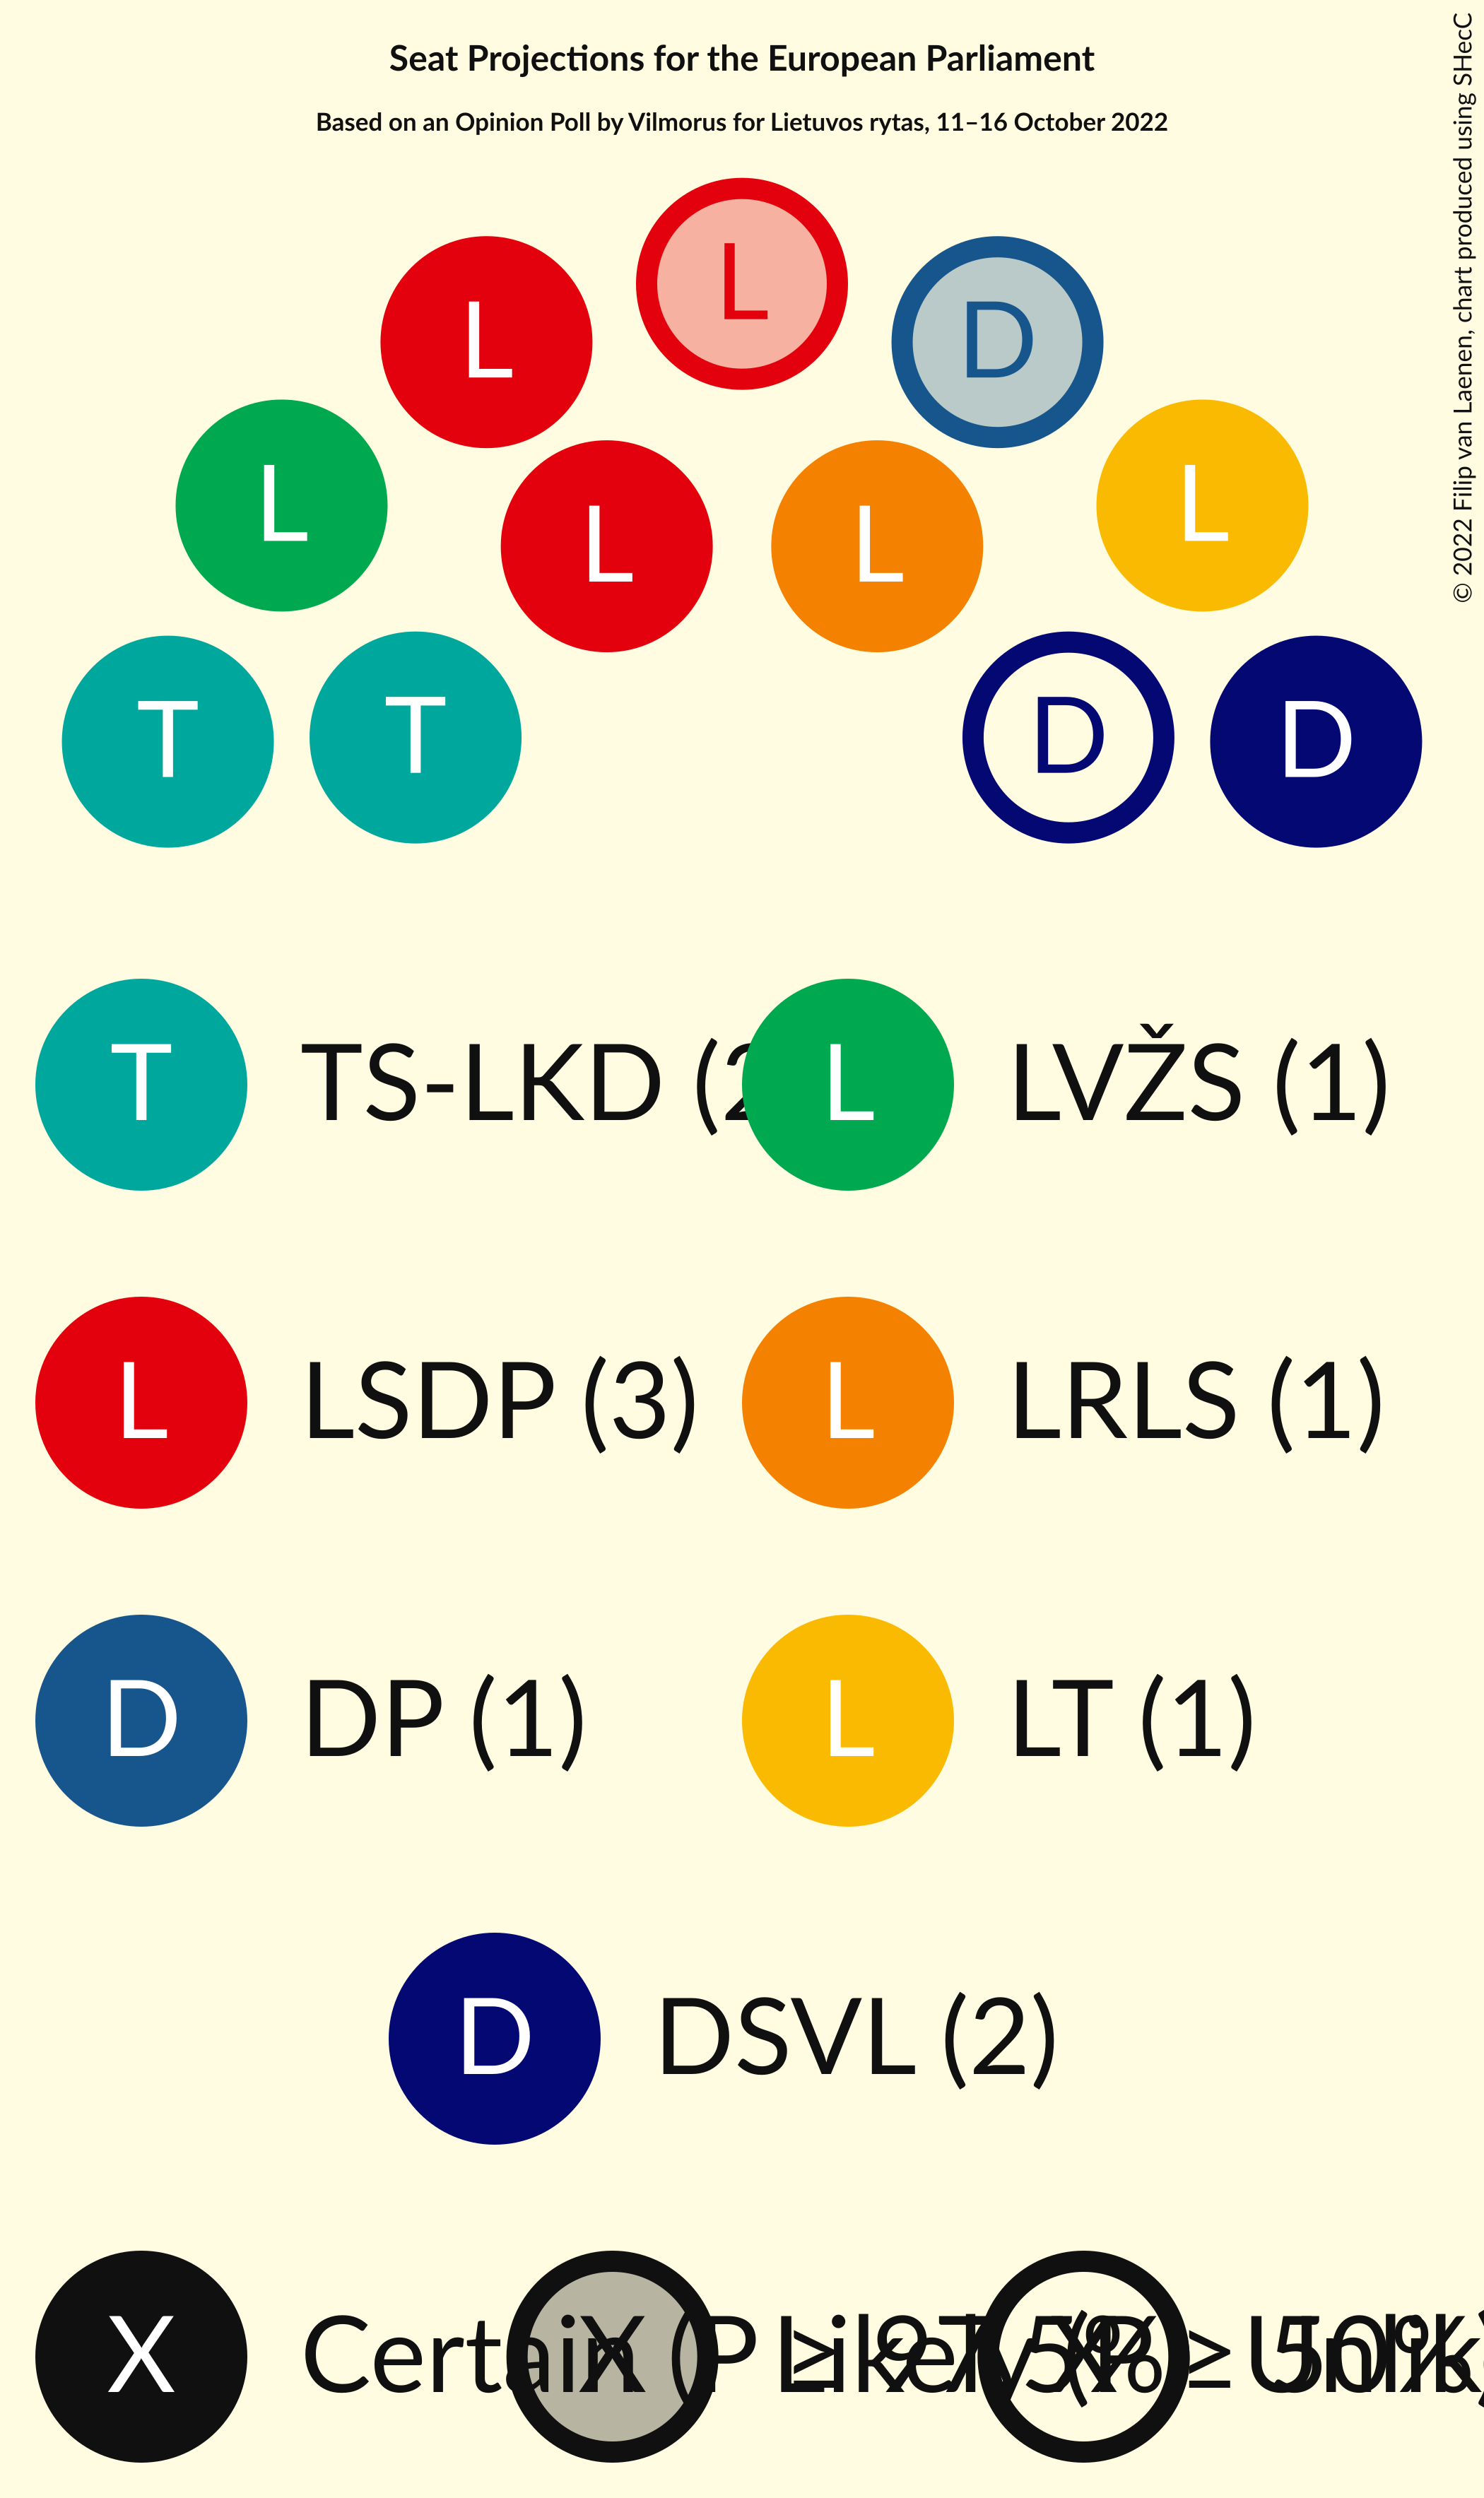 Seat Projections for the European Parliament
Based on an Opinion Poll by Vilmorus for Lietuvos rytas, 11–16 October 2022
© 2022 Filip van Laenen, chart produced using SHecC
L
L D
L L
L L
T T D D
T TS-LKD (2 L LVŽS (1)
L LSDP (3) L LRLS (1)
D DP (1) L LT (1)
D DSVL (2)
X Certain X X